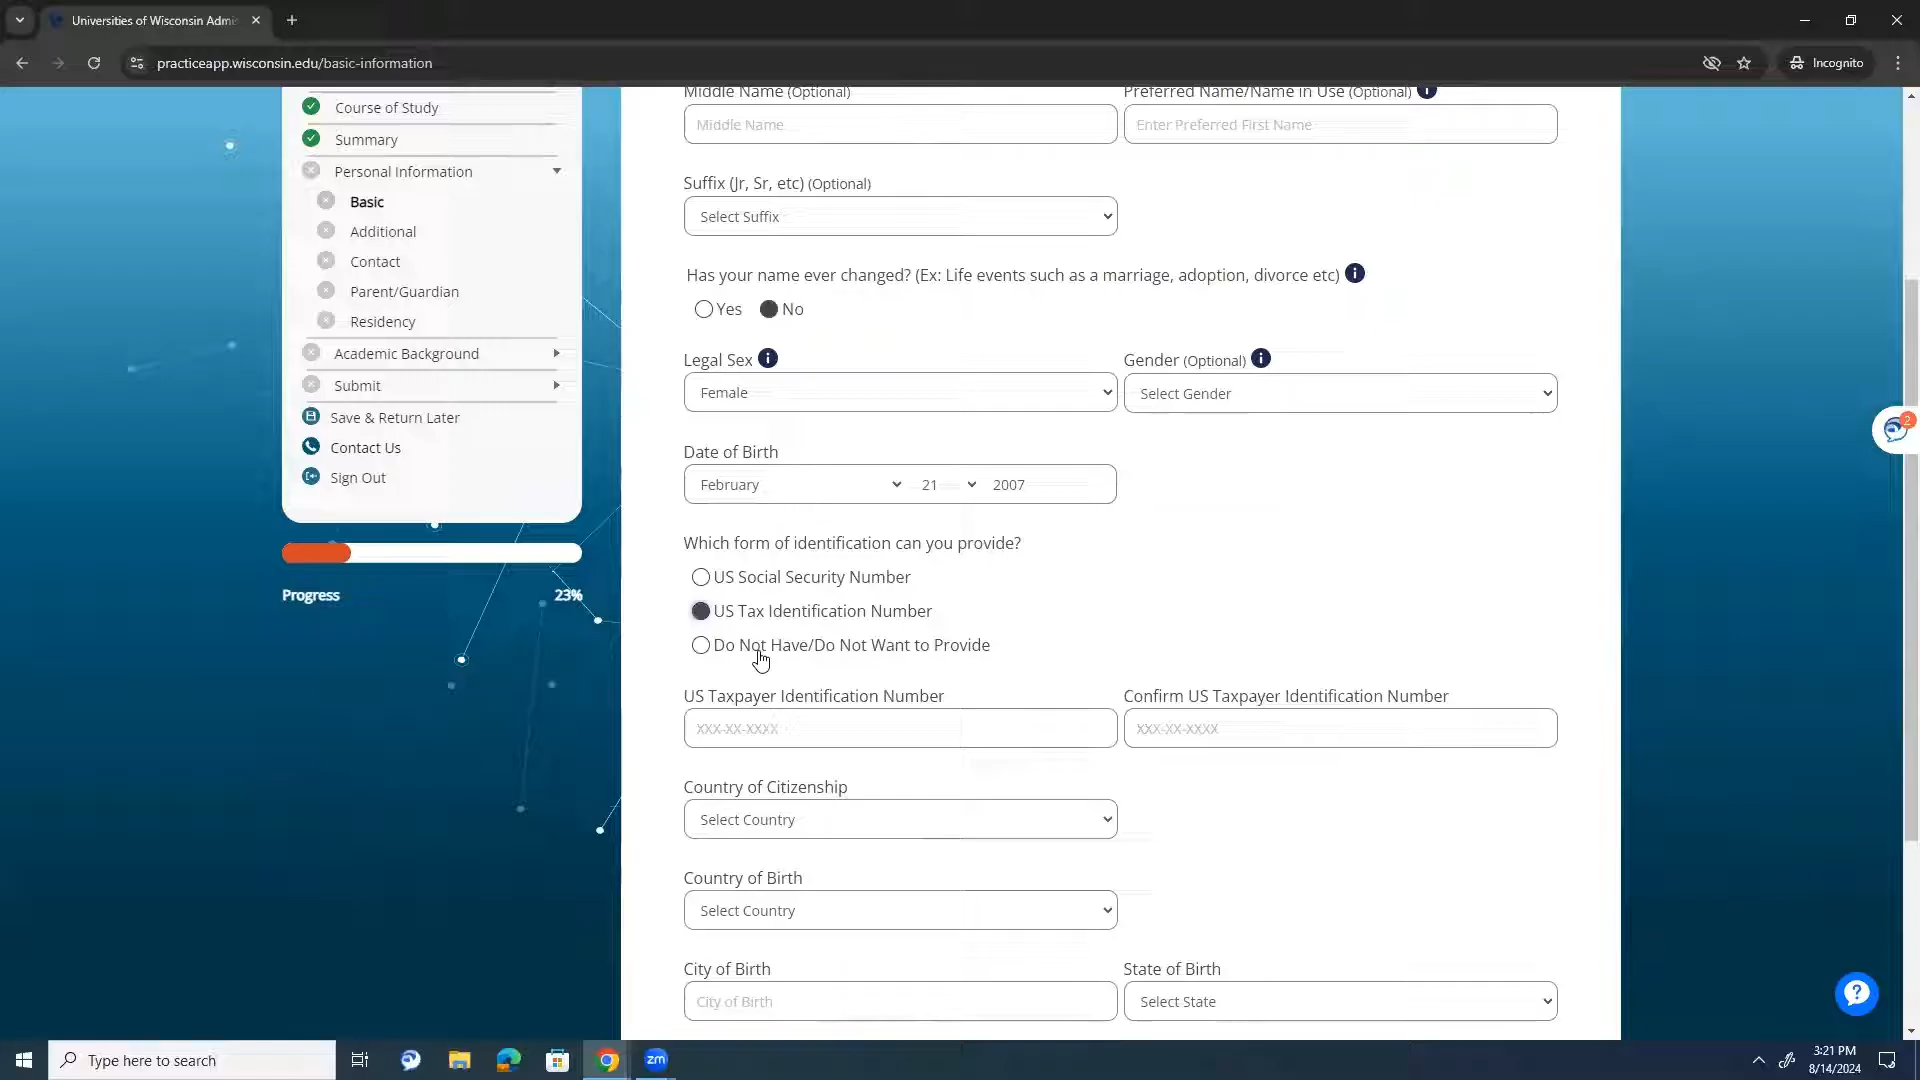 Universities of Wisconsin Admis
practiceapp.wisconsin.edu/basic-information
Incognito
Course of Study
Summary
Personal Information
Basic
Additional
Contact
Parent/Guardian
Residency
Academic Background
Submit
Save & Return Later
Contact Us
Sign Out
Progress 23%
Middle Name (Optional) Preferred Name/Name in Use (Optional)
Middle Name Enter Preferred First Name
Suffix (Jr, Sr, etc) (Optional)
Select Suffix
Has your name ever changed? (Ex: Life events such as a marriage, adoption, divorce etc)
Yes No
Legal Sex Gender (Optional)
Female Select Gender
Date of Birth
February 21 2007
Which form of identification can you provide?
US Social Security Number
US Tax Identification Number
Do Not Have/Do Not Want to Provide
US Taxpayer Identification Number Confirm US Taxpayer Identification Number
XXX-XX-XXXX XXX-XX-XXXX
Country of Citizenship
Select Country
Country of Birth
Select Country
City of Birth State of Birth
City of Birth Select State
2
?
Type here to search
zm
3:21 PM
8/14/2024